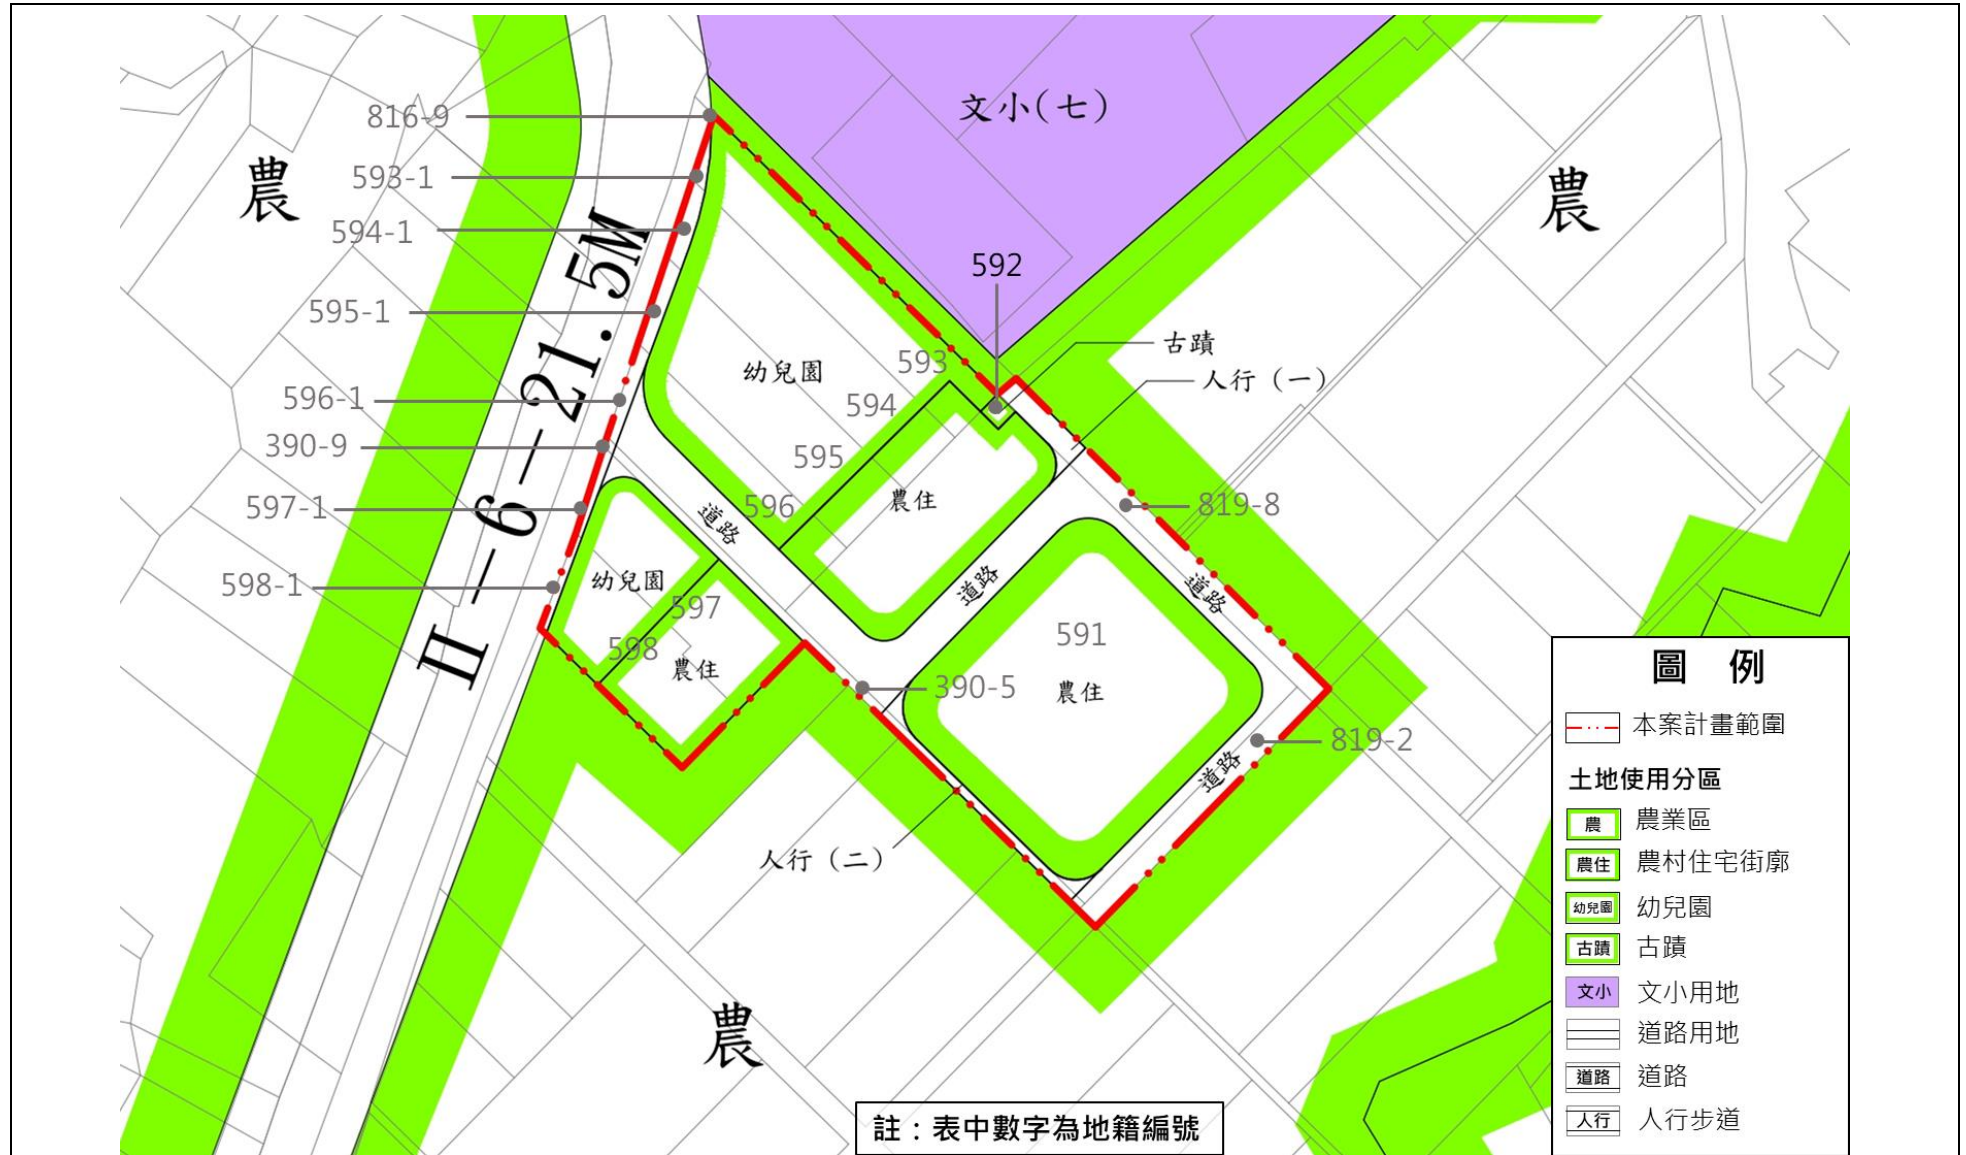 文小(七)
816-9
農
593-1
農
594-1
II－6－21.5M
592
595-1
古蹟
593
幼兒園
人行（一）
596-1
594
390-9
595
農住
597-1
596
819-8
道路
598-1
幼兒園
道路
道路
597
591
598
農住
390-5
農住
819-2
道路
人行（二）
農
註：表中數字為地籍編號
圖 例
本案計畫範圍
土地使用分區
農 農業區
農住 農村住宅街廓
幼兒園 幼兒園
古蹟 古蹟
文小 文小用地
道路用地
道路 道路
人行 人行步道